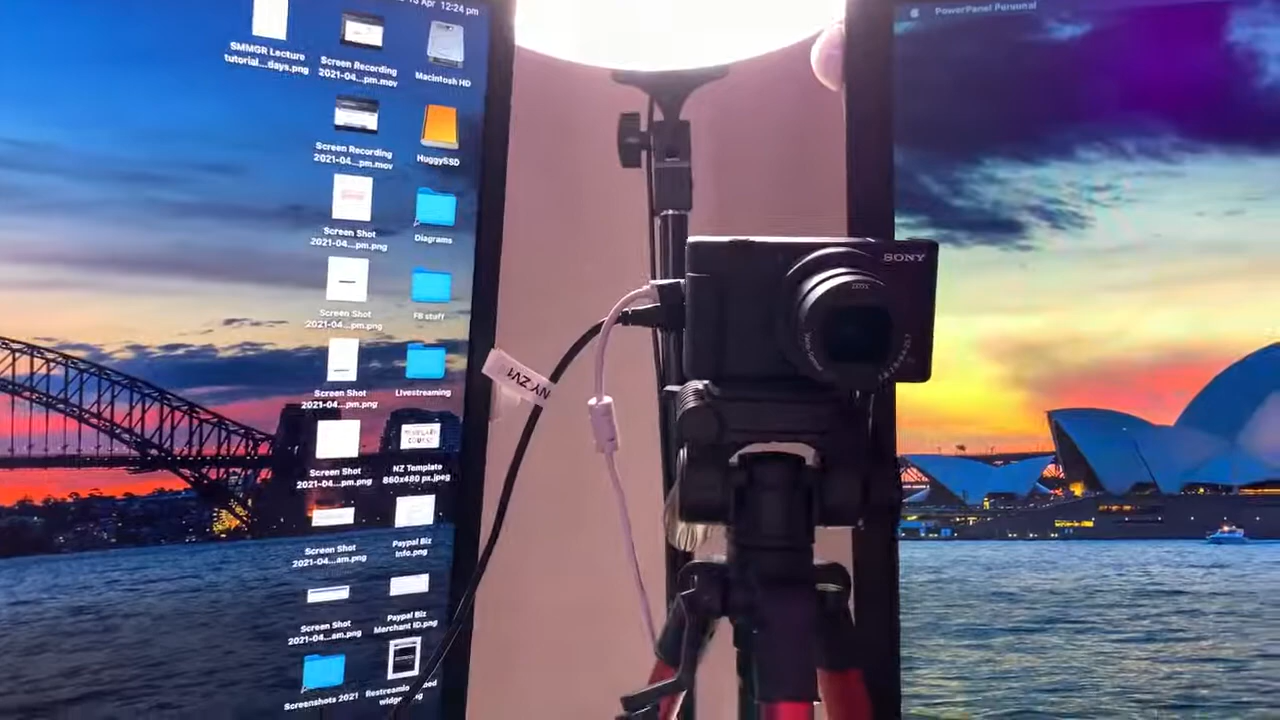 Apr 12:24 pm
PowerPanel Personal
SMMGR Lecture
tutorial...days.png
Screen Recording
2021-04...pm.mov
Macintosh HD
Screen Recording
2021-04...pm.mov
HuggySSD
Screen Shot
2021-04...pm.png
Diagrams
Screen Shot
2021-04...pm.png
FB stuff
Screen Shot
2021-04...pm.png
Livestreaming
Screen Shot
2021-04...pm.png
NZ Template
860x480 px.jpeg
Screen Shot
2021-04...am.png
Paypal Biz
Info.png
Screen Shot
2021-04...am.png
Paypal Biz
Merchant ID.png
Screenshots 2021
SONY
NY ZV1